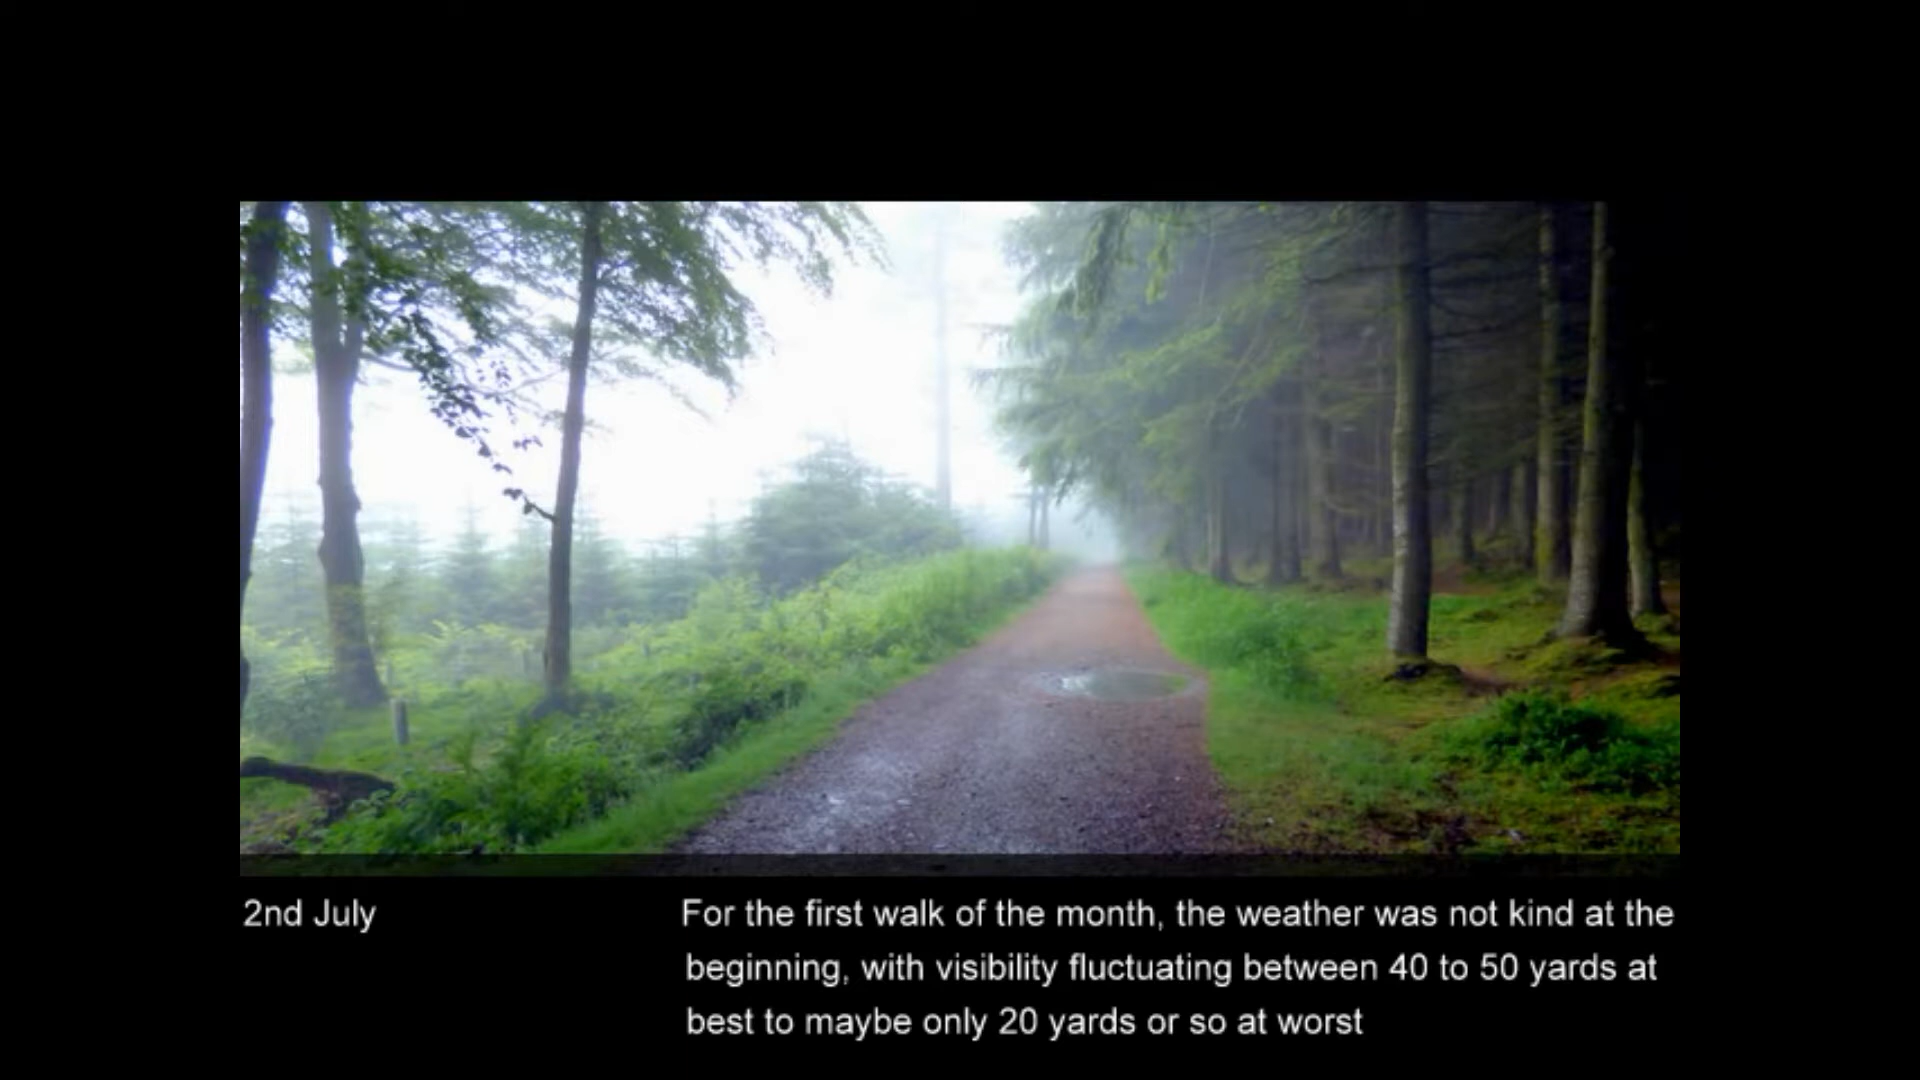 2nd July
For the first walk of the month, the weather was not kind at the
beginning, with visibility fluctuating between 40 to 50 yards at
best to maybe only 20 yards or so at worst